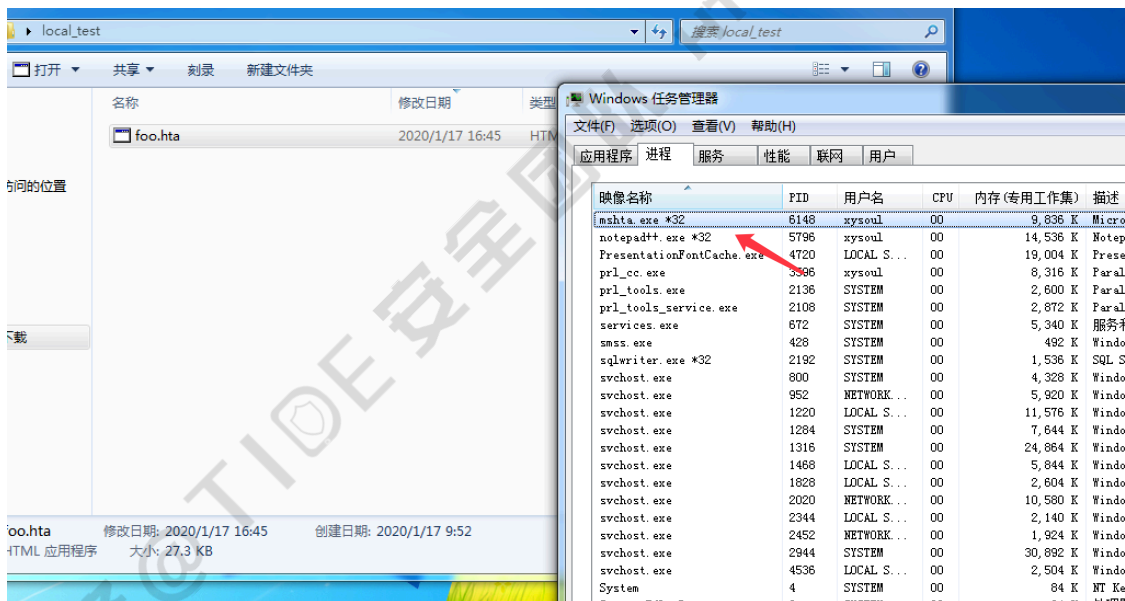 local_test
搜索 local_test
打开
共享
刻录
新建文件夹
名称
修改日期
类型
foo.hta
2020/1/17 16:45
HTM
访问的位置
下载
foo.hta
修改日期: 2020/1/17 16:45
创建日期: 2020/1/17 9:52
HTML 应用程序
大小: 27.3 KB
Windows 任务管理器
文件(F) 选项(O) 查看(V) 帮助(H)
应用程序 进程 服务 性能 联网 用户
映像名称 PID 用户名 CPU 内存(专用工作集) 描述
mshta.exe *32 6148 xysoul 00 9,836 K Micro
notepad++.exe *32 5796 xysoul 00 14,536 K Notep
PresentationFontCache.exe 4720 LOCAL S... 00 19,004 K Prese
prl_cc.exe 3396 xysoul 00 8,316 K Paral
prl_tools.exe 2136 SYSTEM 00 2,600 K Paral
prl_tools_service.exe 2108 SYSTEM 00 2,872 K Paral
services.exe 672 SYSTEM 00 5,340 K 服务和
smss.exe 428 SYSTEM 00 492 K Windo
sqlwriter.exe *32 2192 SYSTEM 00 1,536 K SQL S
svchost.exe 800 SYSTEM 00 4,328 K Windo
svchost.exe 952 NETWORK... 00 5,920 K Windo
svchost.exe 1220 LOCAL S... 00 11,576 K Windo
svchost.exe 1284 SYSTEM 00 7,644 K Windo
svchost.exe 1316 SYSTEM 00 24,864 K Windo
svchost.exe 1468 LOCAL S... 00 5,844 K Windo
svchost.exe 1828 LOCAL S... 00 2,604 K Windo
svchost.exe 2020 NETWORK... 00 10,580 K Windo
svchost.exe 2344 LOCAL S... 00 2,140 K Windo
svchost.exe 2452 NETWORK... 00 1,924 K Windo
svchost.exe 2944 SYSTEM 00 30,892 K Windo
svchost.exe 4536 LOCAL S... 00 2,504 K Windo
System 4 SYSTEM 00 84 K NT Ke
@TIDE安全团队